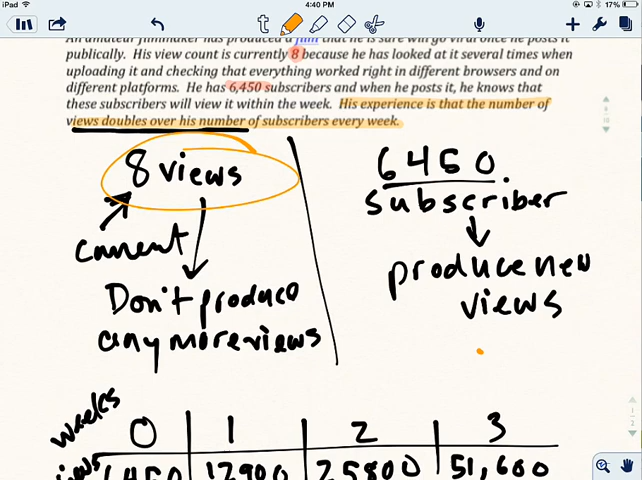 iPad
4:40 PM
17%
An amateur filmmaker has produced a film that he is sure will go viral once he posts it
publically. His view count is currently 8 because he has looked at it several times when
uploading it and checking that everything worked right in different browsers and on
different platforms. He has 6,450 subscribers and when he posts it, he knows that
these subscribers will view it within the week. His experience is that the number of
views doubles over his number of subscribers every week.
8 views
current
Don't produce
any more views
6450.
subscriber
produce new
views
weeks 0 1 2 3
views 6450 12900 25800 51,600